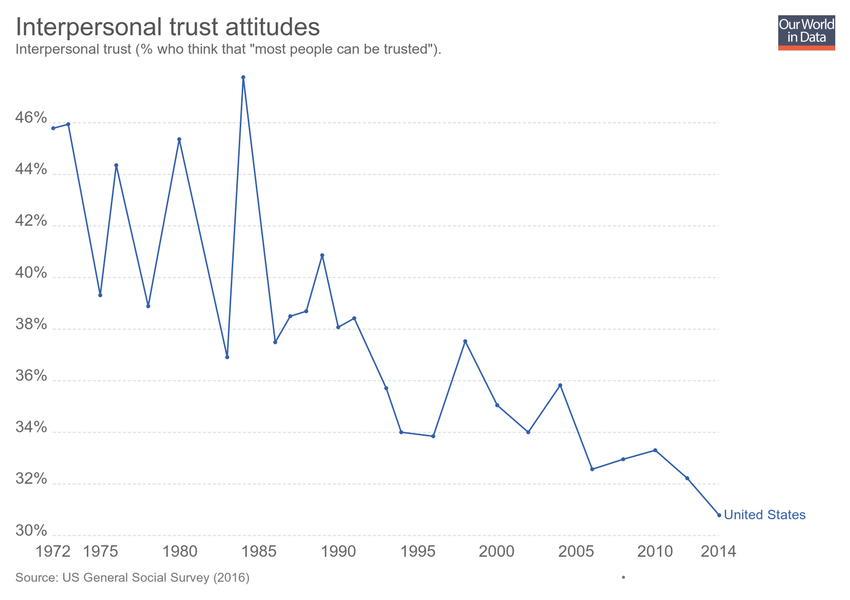 Interpersonal trust attitudes
Interpersonal trust (% who think that "most people can be trusted").
Our World
in Data
46%
44%
42%
40%
38%
36%
34%
32%
30%
United States
1972 1975 1980 1985 1990 1995 2000 2005 2010 2014
Source: US General Social Survey (2016)